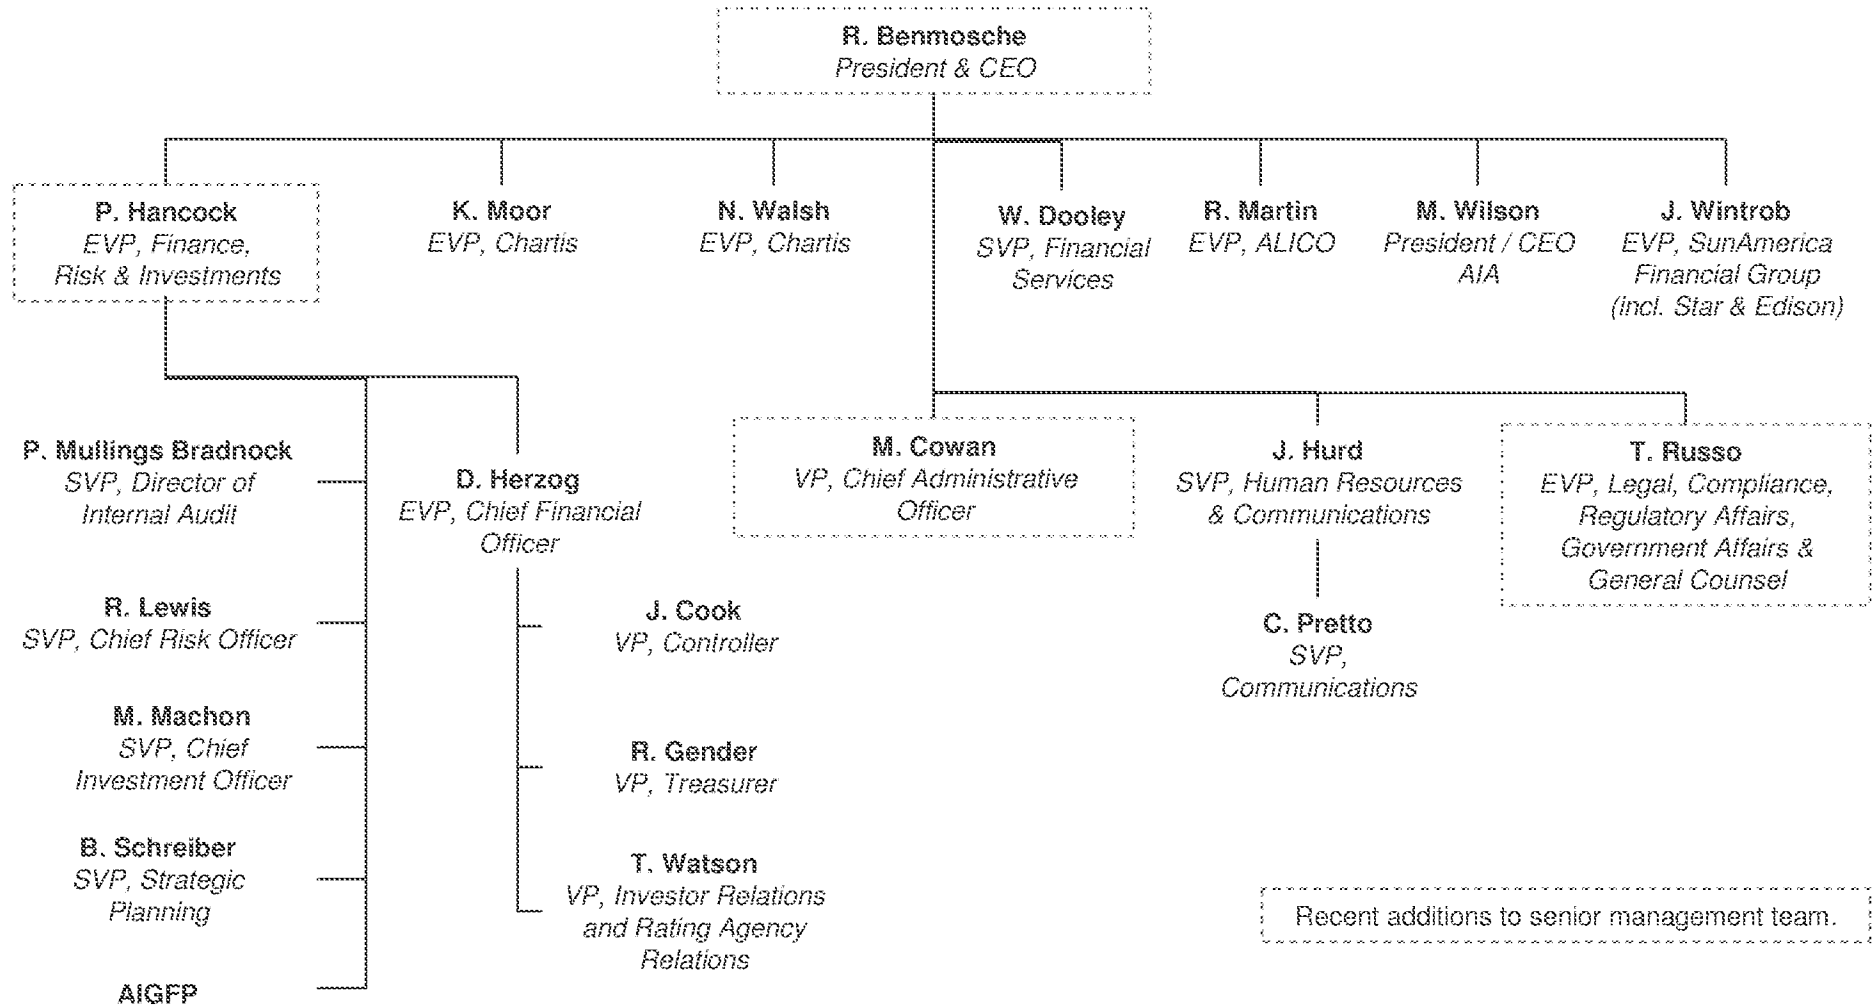 R. Benmosche
President & CEO
P. Hancock
EVP, Finance,
Risk & Investments
K. Moor
EVP, Chartis
N. Walsh
EVP, Chartis
W. Dooley
SVP, Financial
Services
R. Martin
EVP, ALICO
M. Wilson
President / CEO
AIA
J. Wintrob
EVP, SunAmerica
Financial Group
(incl. Star & Edison)
P. Mullings Bradnock
SVP, Director of
Internal Audit
R. Lewis
SVP, Chief Risk Officer
M. Machon
SVP, Chief
Investment Officer
B. Schreiber
SVP, Strategic
Planning
AIGFP
D. Herzog
EVP, Chief Financial
Officer
J. Cook
VP, Controller
R. Gender
VP, Treasurer
T. Watson
VP, Investor Relations
and Rating Agency
Relations
M. Cowan
VP, Chief Administrative
Officer
J. Hurd
SVP, Human Resources
& Communications
C. Pretto
SVP,
Communications
T. Russo
EVP, Legal, Compliance,
Regulatory Affairs,
Government Affairs &
General Counsel
Recent additions to senior management team.